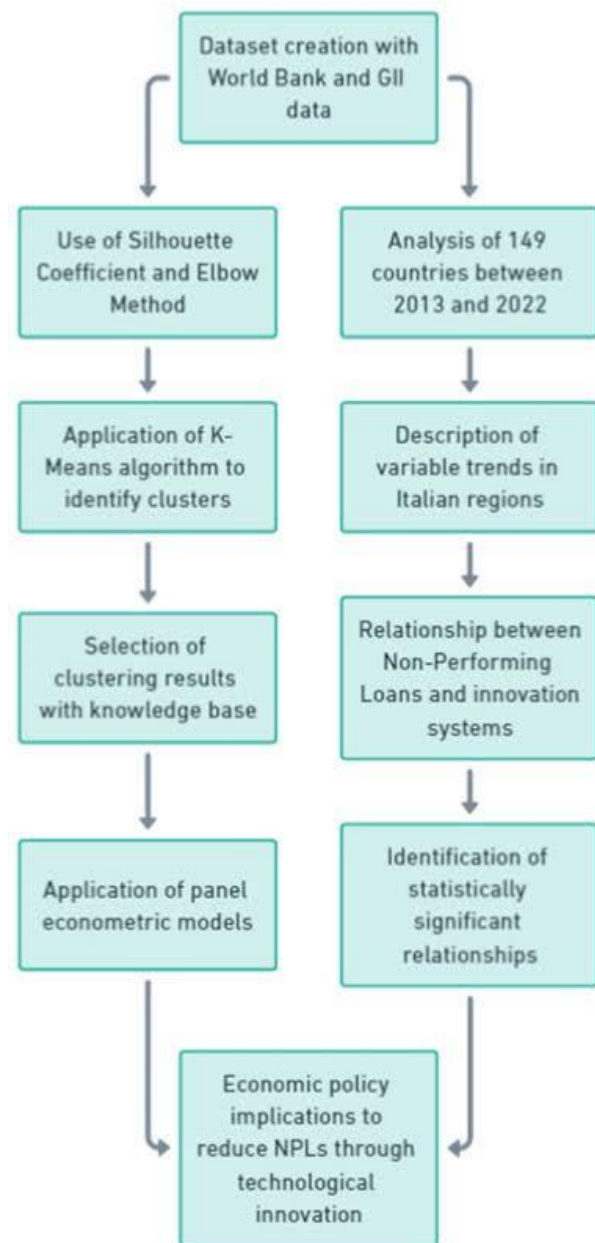 Dataset creation with
World Bank and GII
data
Use of Silhouette
Coefficient and Elbow
Method
Analysis of 149
countries between
2013 and 2022
Application of K-
Means algorithm to
identify clusters
Description of
variable trends in
Italian regions
Selection of
clustering results
with knowledge base
Relationship between
Non-Performing
Loans and innovation
systems
Application of panel
econometric models
Identification of
statistically
significant
relationships
Economic policy
implications to
reduce NPLs through
technological
innovation